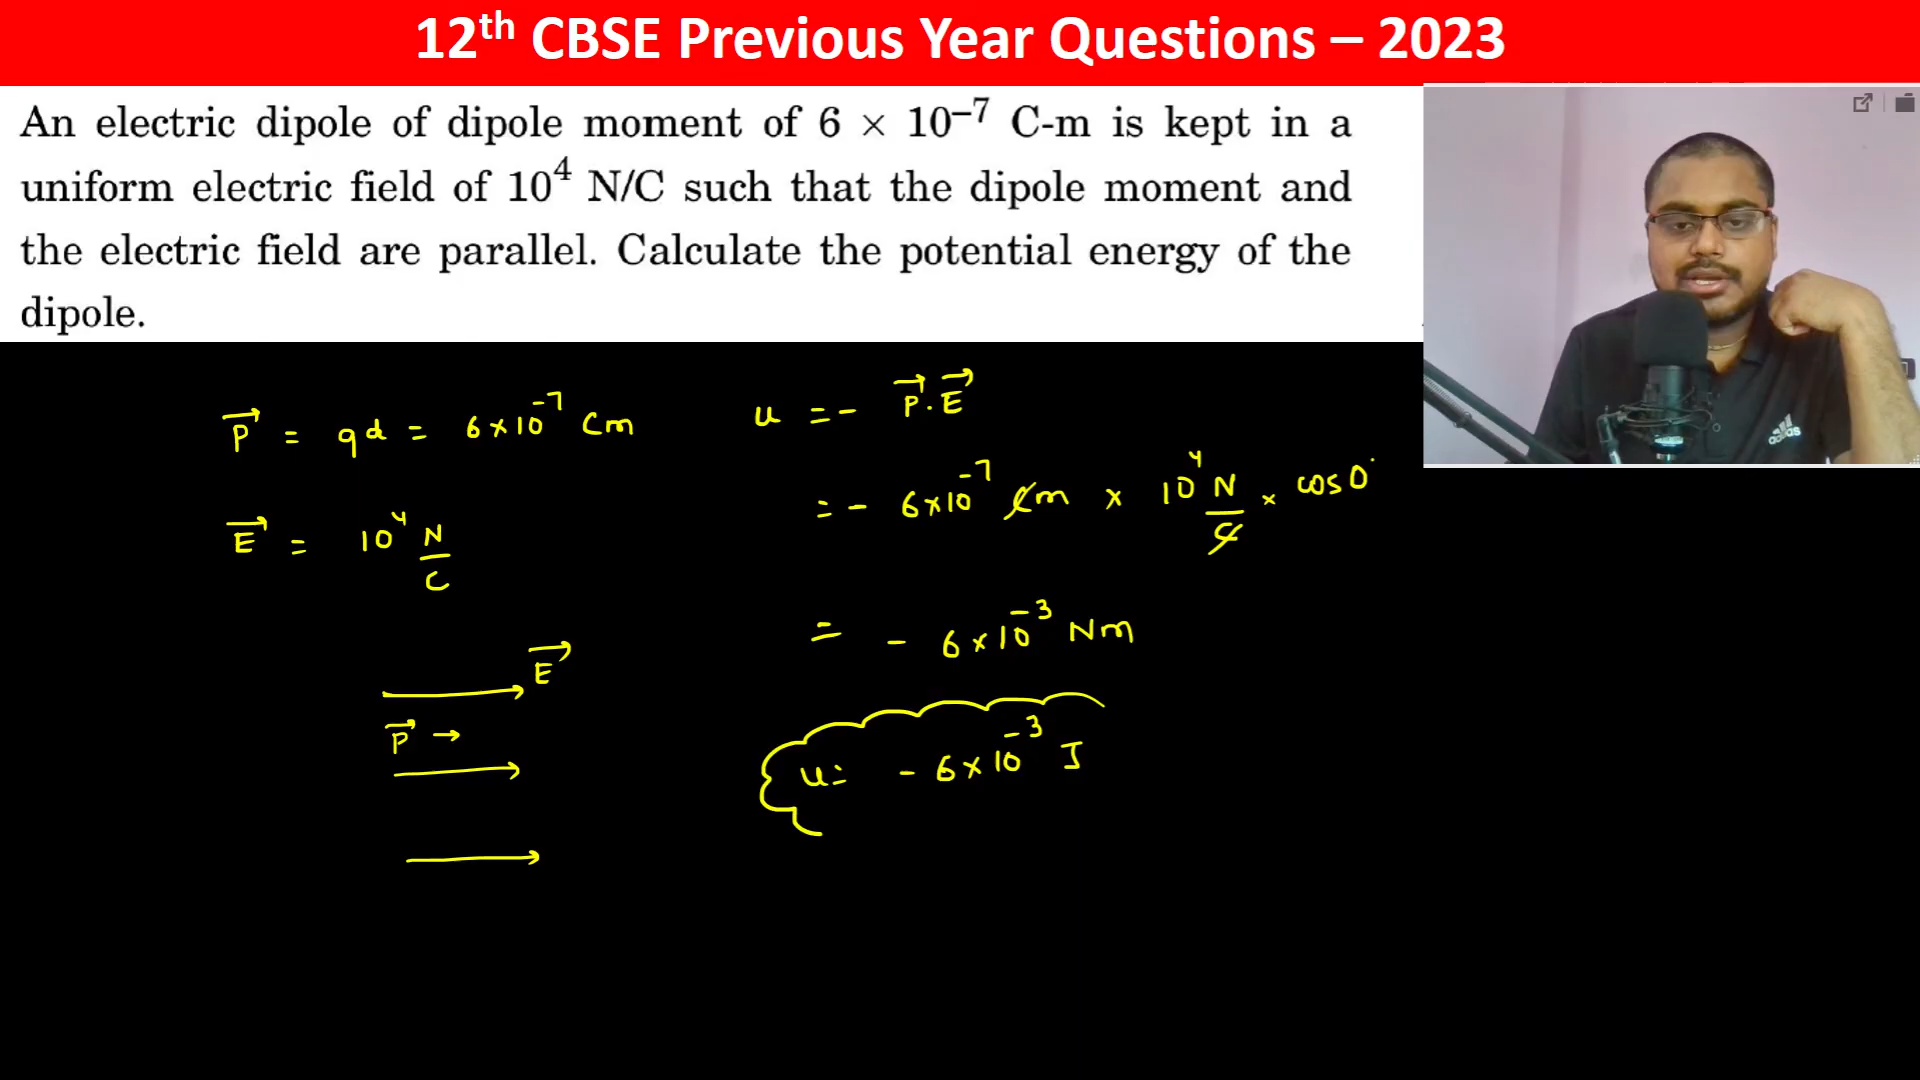 12th CBSE Previous Year Questions – 2023
An electric dipole of dipole moment of 6 × 10⁻⁷ C-m is kept in a
uniform electric field of 10⁴ N/C such that the dipole moment and
the electric field are parallel. Calculate the potential energy of the
dipole.
adidas
P⃗ = qd = 6×10⁻⁷ Cm
E⃗ = 10⁴ N/C
E⃗
P⃗ →
u = - P⃗.E⃗
= - 6×10⁻⁷ Cm × 10⁴ N/C × cos 0°
= - 6×10⁻³ Nm
u = - 6×10⁻³ J